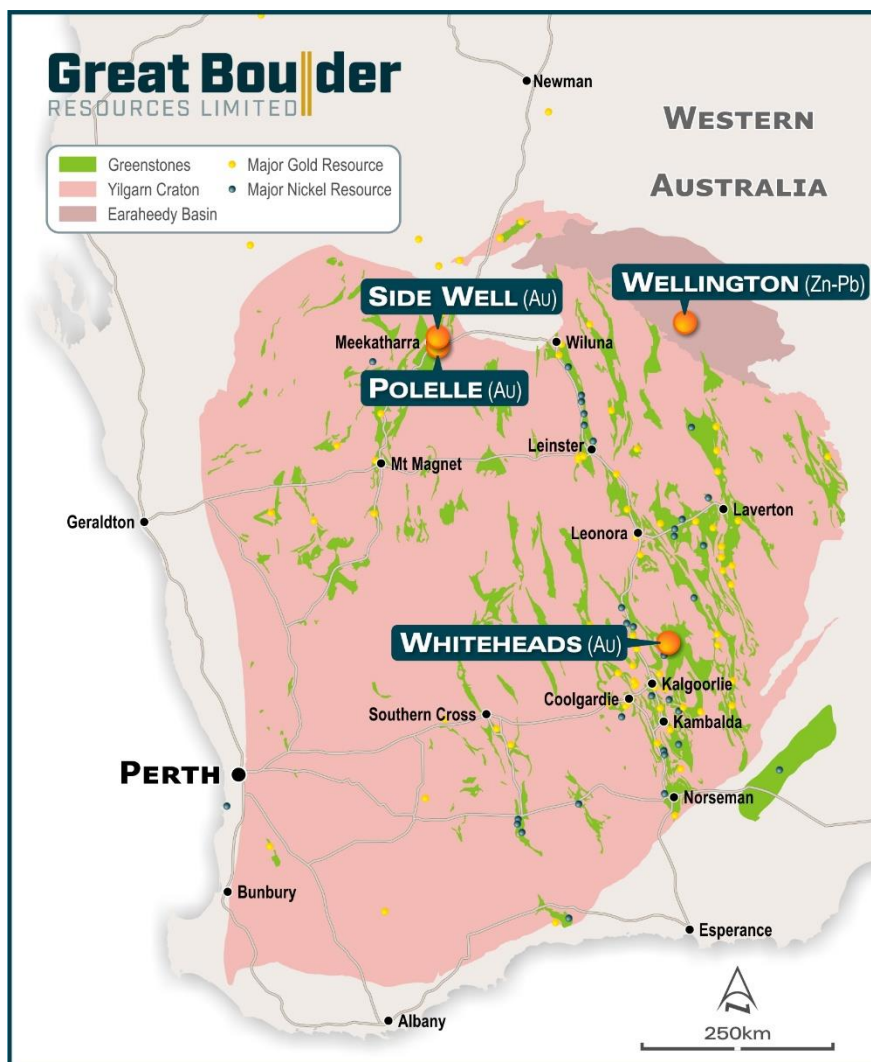 Great Boulder
RESOURCES LIMITED
Greenstones
Major Gold Resource
Yilgarn Craton
Major Nickel Resource
Earaheedy Basin
Newman
WESTERN
AUSTRALIA
SIDE WELL (Au)
WELLINGTON (Zn-Pb)
Meekatharra
Wiluna
POLELLE (Au)
Leinster
Mt Magnet
Laverton
Geraldton
Leonora
WHITEHEADS (Au)
Kalgoorlie
Coolgardie
Southern Cross
Kambalda
PERTH
Norseman
Bunbury
Esperance
Albany
250km